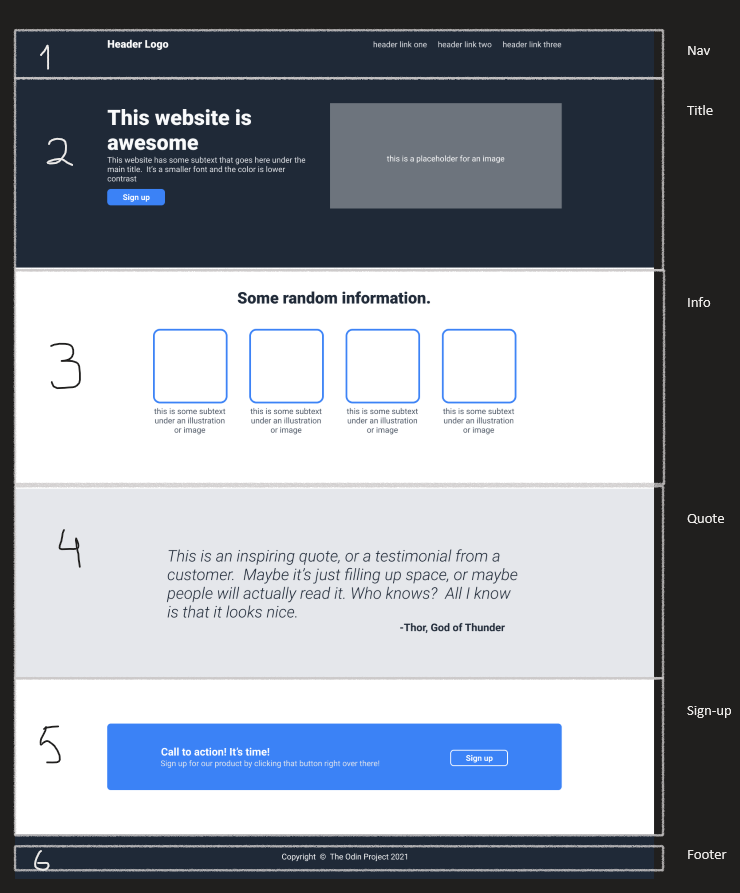 1
Header Logo
header link one header link two header link three
Nav
2
This website is
awesome
This website has some subtext that goes here under the
main title. It's a smaller font and the color is lower
contrast
Sign up
this is a placeholder for an image
Title
3
Some random information.
this is some subtext
under an illustration
or image
this is some subtext
under an illustration
or image
this is some subtext
under an illustration
or image
this is some subtext
under an illustration
or image
Info
4
This is an inspiring quote, or a testimonial from a
customer. Maybe it's just filling up space, or maybe
people will actually read it. Who knows? All I know
is that it looks nice.
-Thor, God of Thunder
Quote
5
Call to action! It's time!
Sign up for our product by clicking that button right over there!
Sign up
Sign-up
6
Copyright © The Odin Project 2021
Footer